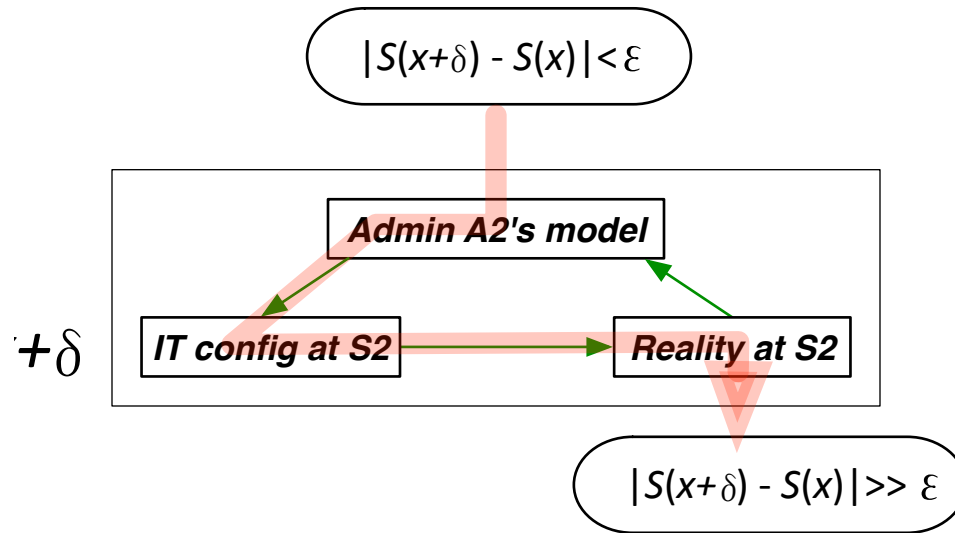 |S(x+δ) - S(x)|<ε
Admin A2's model
IT config at S2
Reality at S2
+δ
|S(x+δ) - S(x)|>> ε